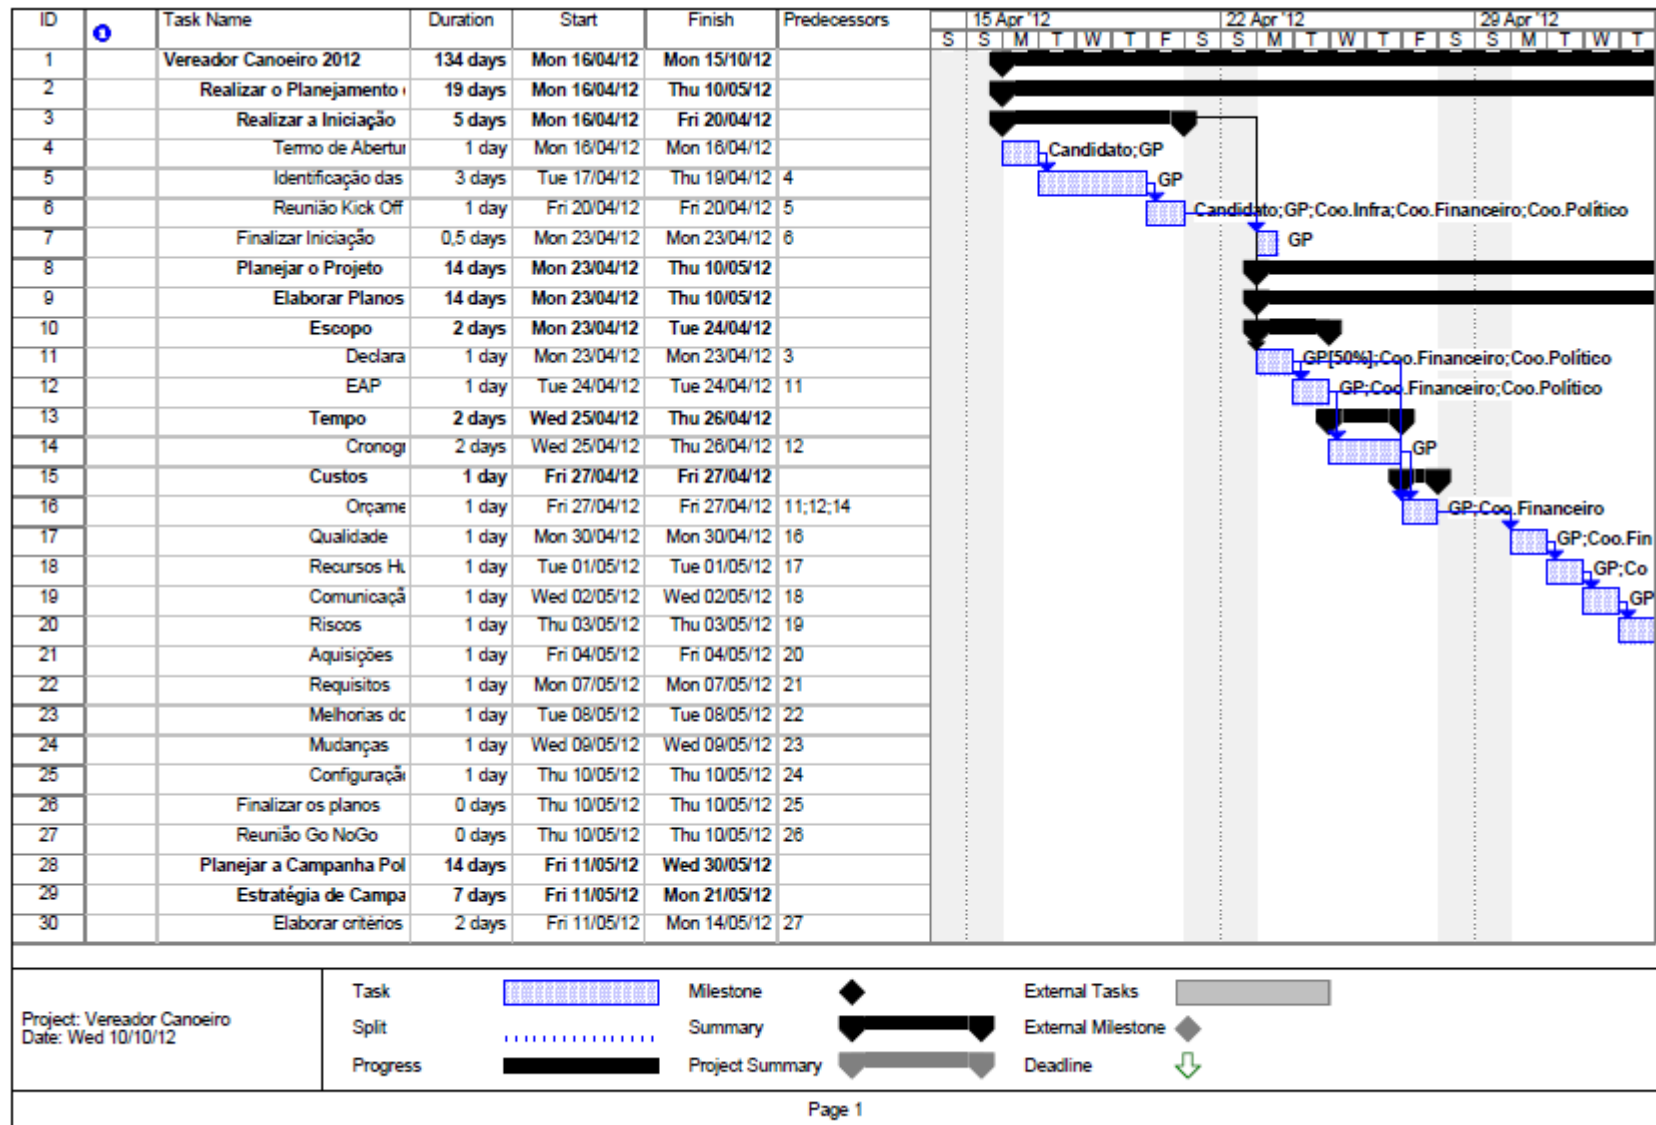 ID Task Name Duration Start Finish Predecessors 15 Apr '12 22 Apr '12 29 Apr '12
S S M T W T F S S M T W T F S S M T W T
1 Vereador Canoeiro 2012 134 days Mon 16/04/12 Mon 15/10/12
2 Realizar o Planejamento 19 days Mon 16/04/12 Thu 10/05/12
3 Realizar a Iniciação 5 days Mon 16/04/12 Fri 20/04/12
4 Termo de Abertur 1 day Mon 16/04/12 Mon 16/04/12 Candidato;GP
5 Identificação das 3 days Tue 17/04/12 Thu 19/04/12 4 GP
6 Reunião Kick Off 1 day Fri 20/04/12 Fri 20/04/12 5 Candidato;GP;Coo.Infra;Coo.Financeiro;Coo.Político
7 Finalizar Iniciação 0,5 days Mon 23/04/12 Mon 23/04/12 6 GP
8 Planejar o Projeto 14 days Mon 23/04/12 Thu 10/05/12
9 Elaborar Planos 14 days Mon 23/04/12 Thu 10/05/12
10 Escopo 2 days Mon 23/04/12 Tue 24/04/12
11 Declara 1 day Mon 23/04/12 Mon 23/04/12 3 GP[50%];Coo.Financeiro;Coo.Político
12 EAP 1 day Tue 24/04/12 Tue 24/04/12 11 GP;Coo.Financeiro;Coo.Político
13 Tempo 2 days Wed 25/04/12 Thu 26/04/12
14 Cronogr 2 days Wed 25/04/12 Thu 26/04/12 12 GP
15 Custos 1 day Fri 27/04/12 Fri 27/04/12
16 Orçame 1 day Fri 27/04/12 Fri 27/04/12 11;12;14 GP;Coo.Financeiro
17 Qualidade 1 day Mon 30/04/12 Mon 30/04/12 16 GP;Coo.Fin
18 Recursos Hu 1 day Tue 01/05/12 Tue 01/05/12 17 GP;Co
19 Comunicaçã 1 day Wed 02/05/12 Wed 02/05/12 18 GP
20 Riscos 1 day Thu 03/05/12 Thu 03/05/12 19
21 Aquisições 1 day Fri 04/05/12 Fri 04/05/12 20
22 Requisitos 1 day Mon 07/05/12 Mon 07/05/12 21
23 Melhorias do 1 day Tue 08/05/12 Tue 08/05/12 22
24 Mudanças 1 day Wed 09/05/12 Wed 09/05/12 23
25 Configuração 1 day Thu 10/05/12 Thu 10/05/12 24
26 Finalizar os planos 0 days Thu 10/05/12 Thu 10/05/12 25
27 Reunião Go NoGo 0 days Thu 10/05/12 Thu 10/05/12 26
28 Planejar a Campanha Pol 14 days Fri 11/05/12 Wed 30/05/12
29 Estratégia de Campa 7 days Fri 11/05/12 Mon 21/05/12
30 Elaborar critérios 2 days Fri 11/05/12 Mon 14/05/12 27
Project: Vereador Canoeiro
Date: Wed 10/10/12
Task Milestone External Tasks
Split Summary External Milestone
Progress Project Summary Deadline
Page 1